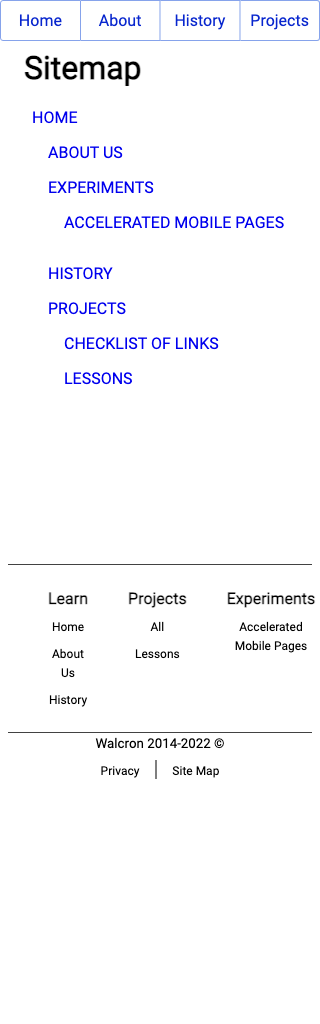 Home About History Projects
Sitemap
HOME
ABOUT US
EXPERIMENTS
ACCELERATED MOBILE PAGES
HISTORY
PROJECTS
CHECKLIST OF LINKS
LESSONS
Learn
Home
About
Us
History
Projects
All
Lessons
Experiments
Accelerated
Mobile Pages
Walcron 2014-2022 ©
Privacy Site Map